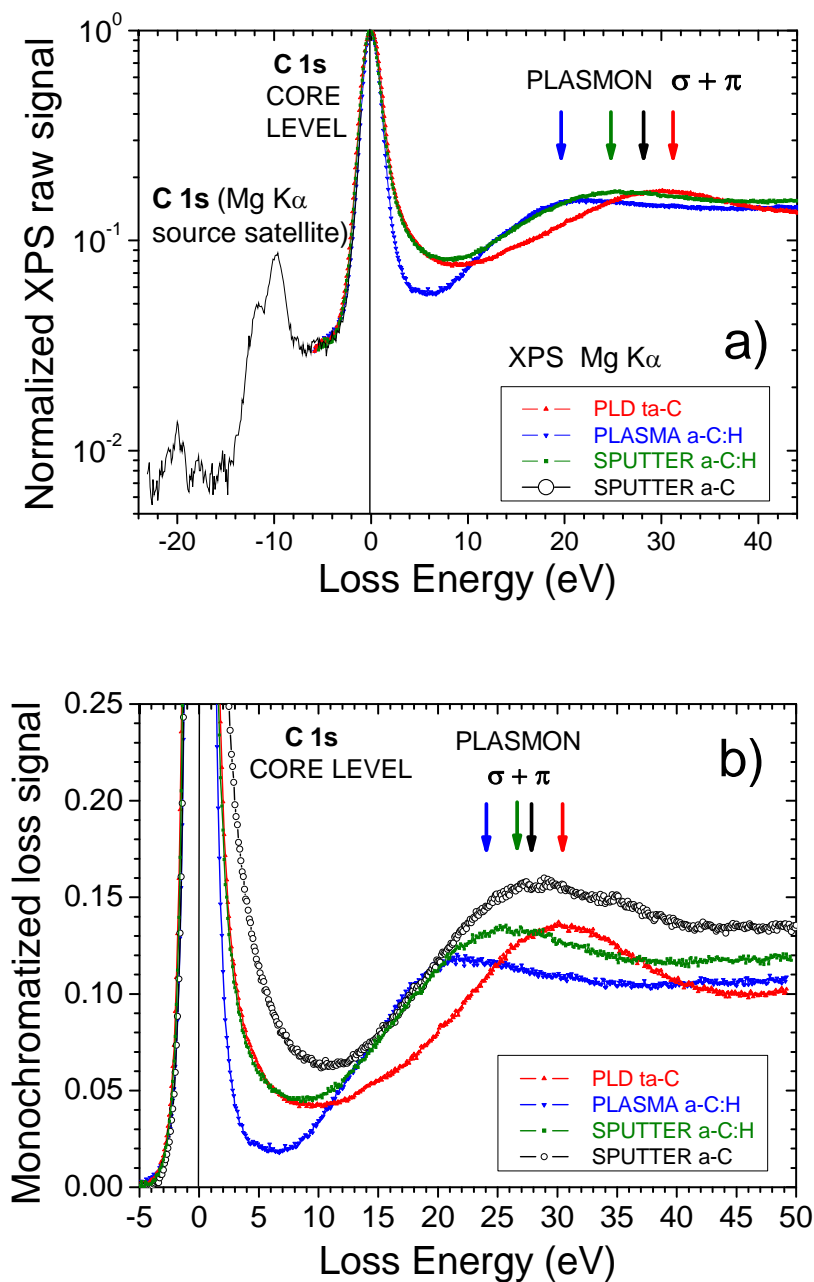 10⁰
10⁻¹
10⁻²
Normalized XPS raw signal
C 1s
CORE
LEVEL
PLASMON σ + π
C 1s (Mg Kα
source satellite)
a)
XPS Mg Kα
PLD ta-C
PLASMA a-C:H
SPUTTER a-C:H
SPUTTER a-C
-20 -10 0 10 20 30 40
Loss Energy (eV)
0.25
0.20
0.15
0.10
0.05
0.00
Monochromatized loss signal
C 1s
CORE LEVEL
PLASMON
σ + π
b)
PLD ta-C
PLASMA a-C:H
SPUTTER a-C:H
SPUTTER a-C
-5 0 5 10 15 20 25 30 35 40 45 50
Loss Energy (eV)